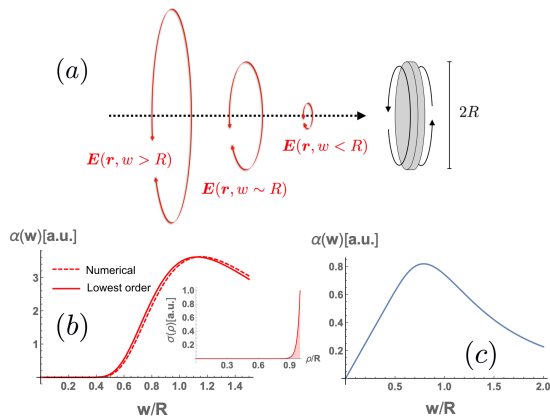 (a)
2R
E(r, w > R)
E(r, w ∼ R)
E(r, w < R)
α(w)[a.u.]
3
2
1
0.2 0.4 0.6 0.8 1.0 1.2 1.4
w/R
Numerical
Lowest order
(b)
σ(ρ)[a.u.]
1.0
0.8
0.6
0.4
0.2
0.3 0.6 0.9
ρ/R
α(w)[a.u.]
0.8
0.6
0.4
0.2
0.0 0.5 1.0 1.5 2.0
w/R
(c)